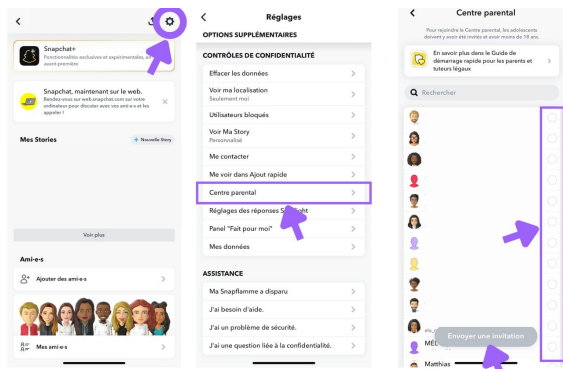 Snapchat+
Fonctionnalités exclusives et expérimentales, en
avant-première
Snapchat, maintenant sur le web.
Rendez-vous sur web.snapchat.com sur votre
ordinateur pour discuter avec vos ami·e·s et les
appeler !
Mes Stories
+ Nouvelle Story
Voir plus
Ami·e·s
Ajouter des ami·e·s
Mes ami·e·s
Réglages
OPTIONS SUPPLÉMENTAIRES
CONTRÔLES DE CONFIDENTIALITÉ
Effacer les données
Voir ma localisation
Seulement moi
Utilisateurs bloqués
Voir Ma Story
Personnalisé
Me contacter
Me voir dans Ajout rapide
Centre parental
Réglages des réponses
Panel "Fait pour moi"
Mes données
ASSISTANCE
Ma Snapflamme a disparu
J'ai besoin d'aide.
J'ai un problème de sécurité.
J'ai une question liée à la confidentialité.
Centre parental
Pour rejoindre le Centre parental, les adolescents
doivent y avoir été invités et avoir moins de 18 ans.
En savoir plus dans le Guide de
démarrage rapide pour les parents et
tuteurs légaux
Rechercher
Envoyer une invitation
Matthias